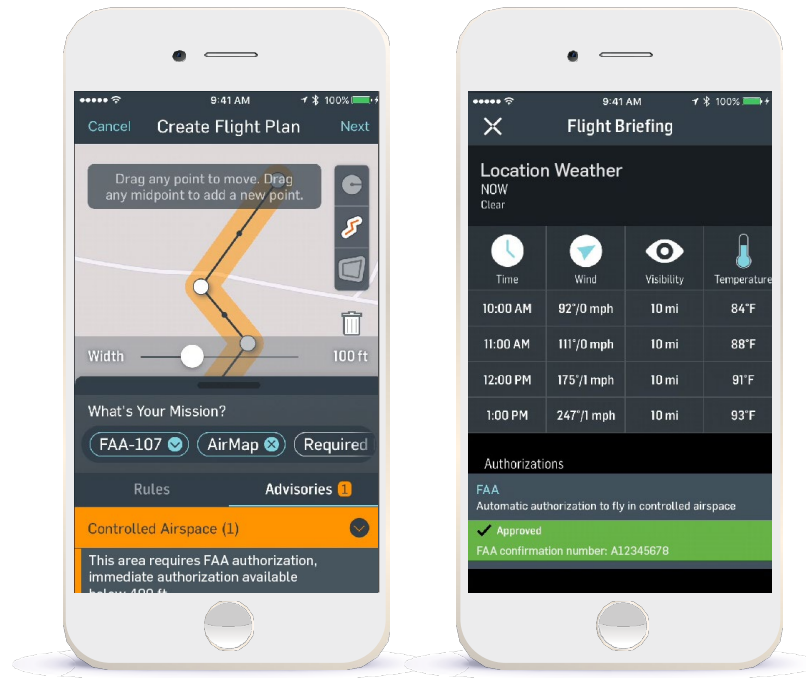 9:41 AM
100%
Cancel
Create Flight Plan
Next
Drag any point to move. Drag
any midpoint to add a new point.
Width
100 ft
What's Your Mission?
FAA-107
AirMap
Required
Rules
Advisories 1
Controlled Airspace (1)
This area requires FAA authorization,
immediate authorization available
below 400 ft
9:41 AM
100%
Flight Briefing
Location Weather
NOW
Clear
Time Wind Visibility Temperature
10:00 AM 92°/0 mph 10 mi 84°F
11:00 AM 111°/0 mph 10 mi 88°F
12:00 PM 175°/1 mph 10 mi 91°F
1:00 PM 247°/1 mph 10 mi 93°F
Authorizations
FAA
Automatic authorization to fly in controlled airspace
Approved
FAA confirmation number: A12345678